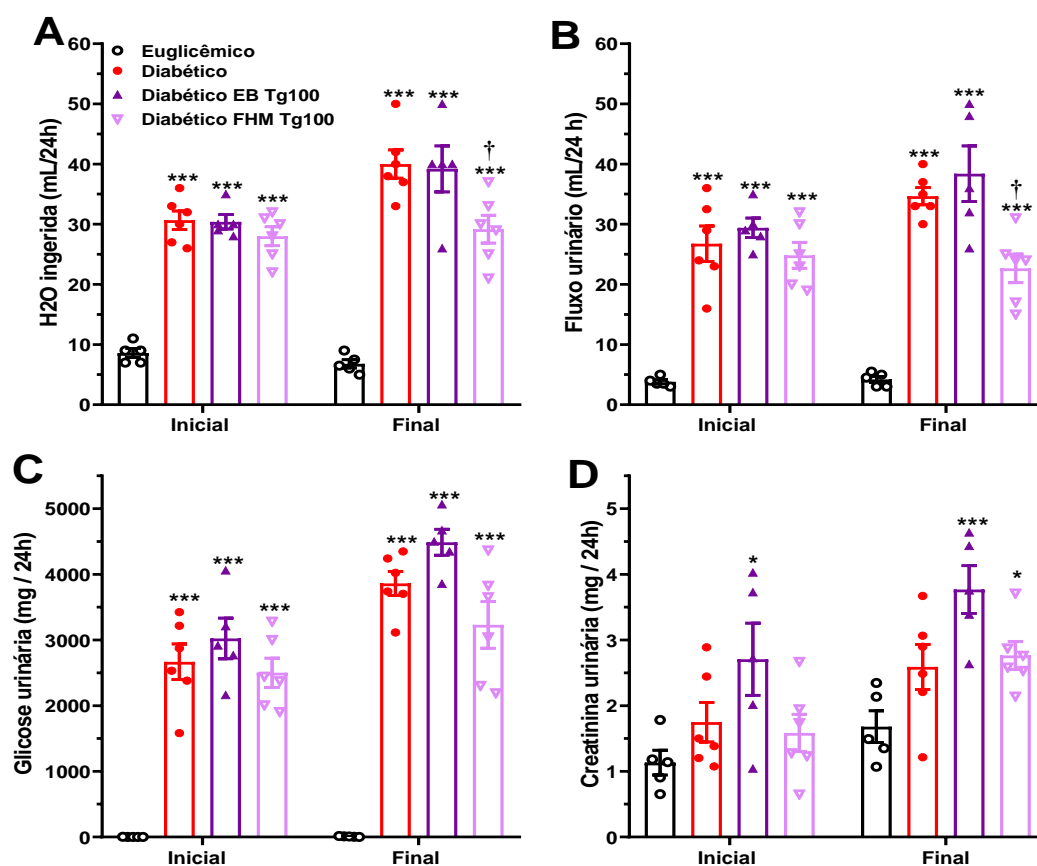 A
H2O ingerida (mL/24h)
60
50
40
30
20
10
0
Euglicêmico
Diabético
Diabético EB Tg100
Diabético FHM Tg100
***
***
***
***
***
†
***
Inicial
Final
B
Fluxo urinário (mL/24 h)
60
50
40
30
20
10
0
***
***
***
***
***
†
***
Inicial
Final
C
Glicose urinária (mg / 24h)
5000
4000
3000
2000
1000
0
***
***
***
***
***
***
Inicial
Final
D
Creatinina urinária (mg / 24h)
5
4
3
2
1
0
*
***
*
Inicial
Final